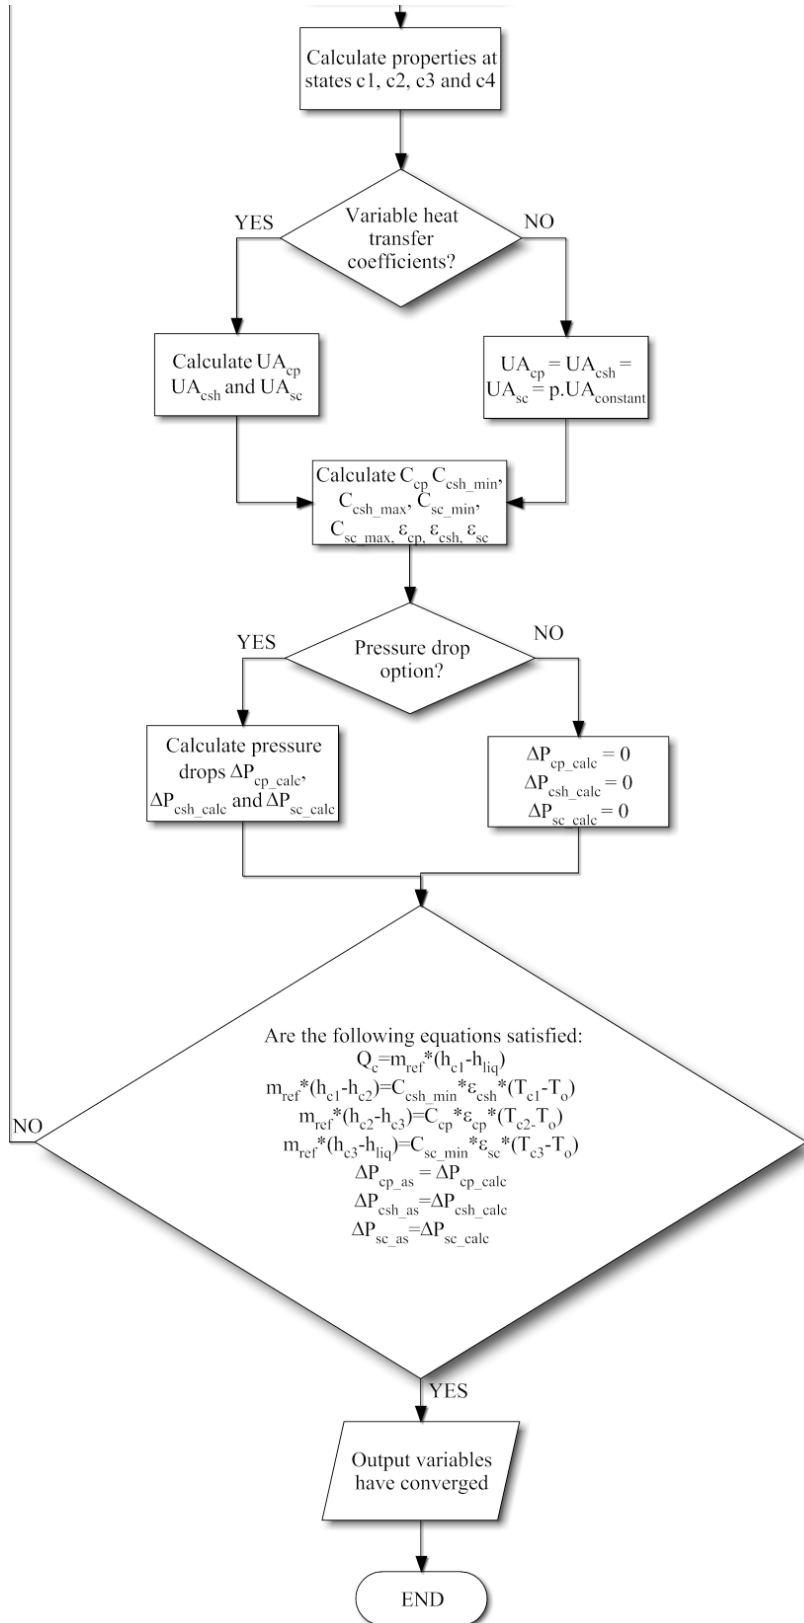 Calculate properties at
states c1, c2, c3 and c4
YES
Variable heat
transfer
coefficients?
NO
Calculate UA_cp
UA_csh and UA_sc
UA_cp = UA_csh =
UA_sc = p.UA_constant
Calculate C_cp C_csh_min,
C_csh_max, C_sc_min,
C_sc_max, ε_cp, ε_csh, ε_sc
YES
Pressure drop
option?
NO
Calculate pressure
drops ΔP_cp_calc,
ΔP_csh_calc and ΔP_sc_calc
ΔP_cp_calc = 0
ΔP_csh_calc = 0
ΔP_sc_calc = 0
Are the following equations satisfied:
Q_c=m_ref*(h_c1-h_liq)
m_ref*(h_c1-h_c2)=C_csh_min*ε_csh*(T_c1-T_o)
m_ref*(h_c2-h_c3)=C_cp*ε_cp*(T_c2-T_o)
m_ref*(h_c3-h_liq)=C_sc_min*ε_sc*(T_c3-T_o)
ΔP_cp_as = ΔP_cp_calc
ΔP_csh_as=ΔP_csh_calc
ΔP_sc_as=ΔP_sc_calc
NO
YES
Output variables
have converged
END